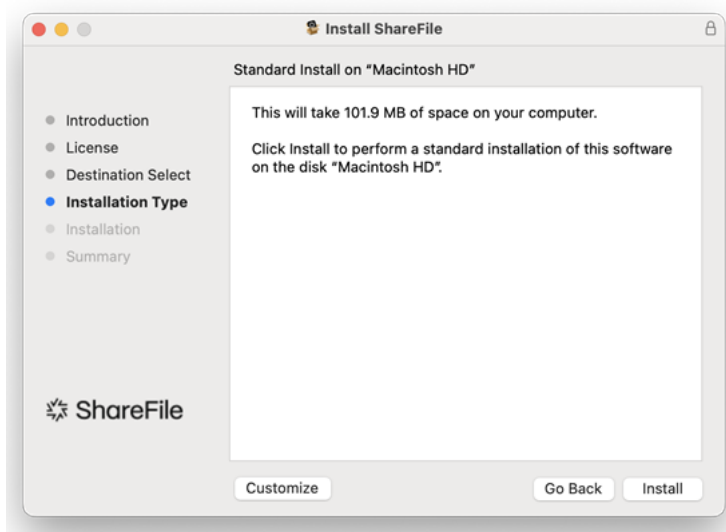 Install ShareFile
Standard Install on “Macintosh HD”
Introduction
License
Destination Select
Installation Type
Installation
Summary
This will take 101.9 MB of space on your computer.
Click Install to perform a standard installation of this software
on the disk “Macintosh HD”.
ShareFile
Customize
Go Back
Install